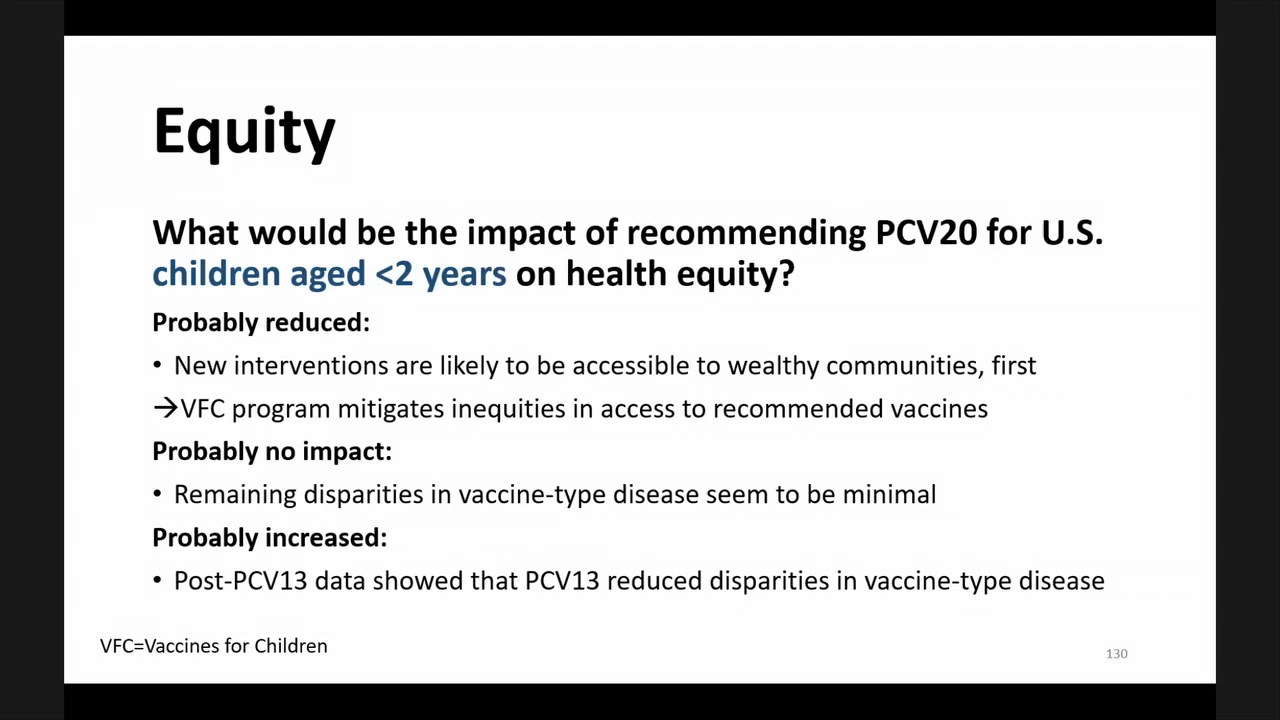 Equity
What would be the impact of recommending PCV20 for U.S.
children aged <2 years on health equity?
Probably reduced:
• New interventions are likely to be accessible to wealthy communities, first
→VFC program mitigates inequities in access to recommended vaccines
Probably no impact:
• Remaining disparities in vaccine-type disease seem to be minimal
Probably increased:
• Post-PCV13 data showed that PCV13 reduced disparities in vaccine-type disease
VFC=Vaccines for Children
130